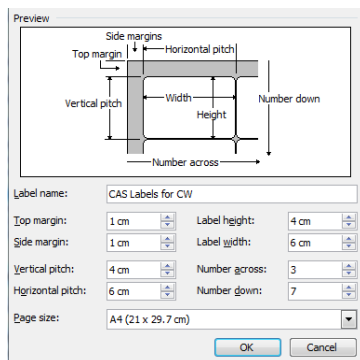 Preview
Side margins
Top margin
Horizontal pitch
Vertical pitch
Width
Height
Number down
Number across
Label name: CAS Labels for CW
Top margin: 1 cm Label height: 4 cm
Side margin: 1 cm Label width: 6 cm
Vertical pitch: 4 cm Number across: 3
Horizontal pitch: 6 cm Number down: 7
Page size: A4 (21 x 29.7 cm)
OK Cancel